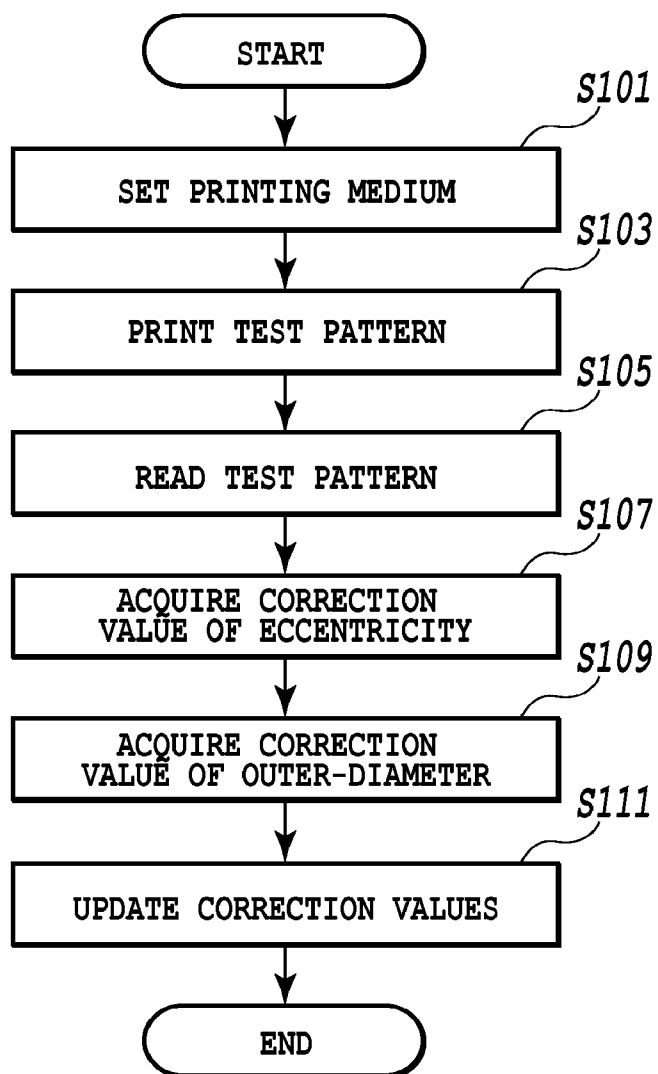 START
S101
SET PRINTING MEDIUM
S103
PRINT TEST PATTERN
S105
READ TEST PATTERN
S107
ACQUIRE CORRECTION
VALUE OF ECCENTRICITY
S109
ACQUIRE CORRECTION
VALUE OF OUTER-DIAMETER
S111
UPDATE CORRECTION VALUES
END